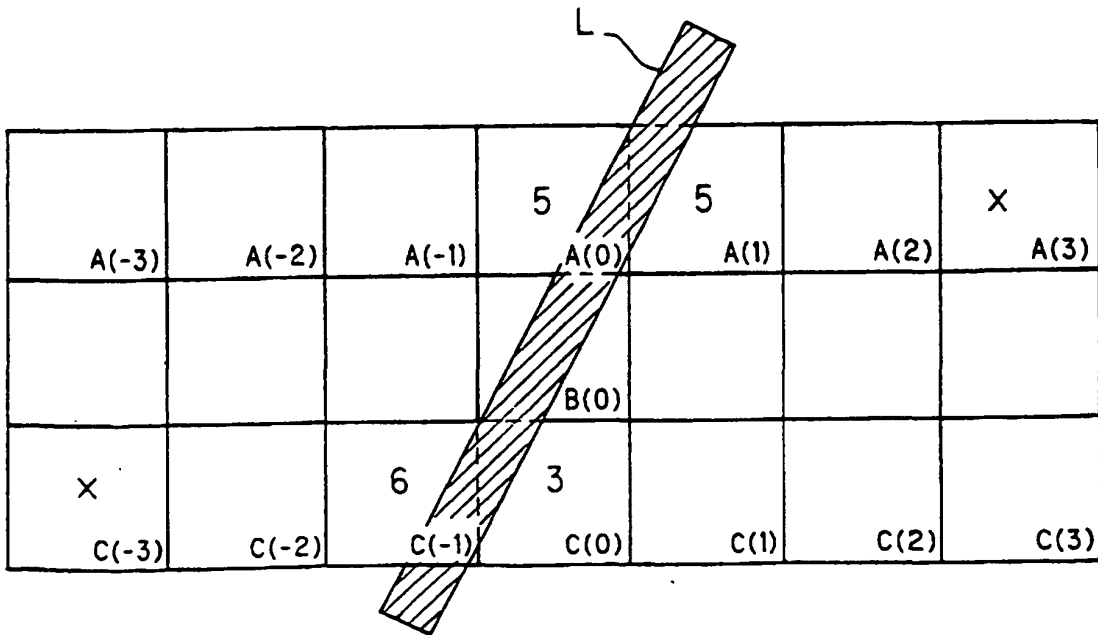 L
5 5 X
A(-3) A(-2) A(-1) A(0) A(1) A(2) A(3)
B(0)
X 6 3
C(-3) C(-2) C(-1) C(0) C(1) C(2) C(3)